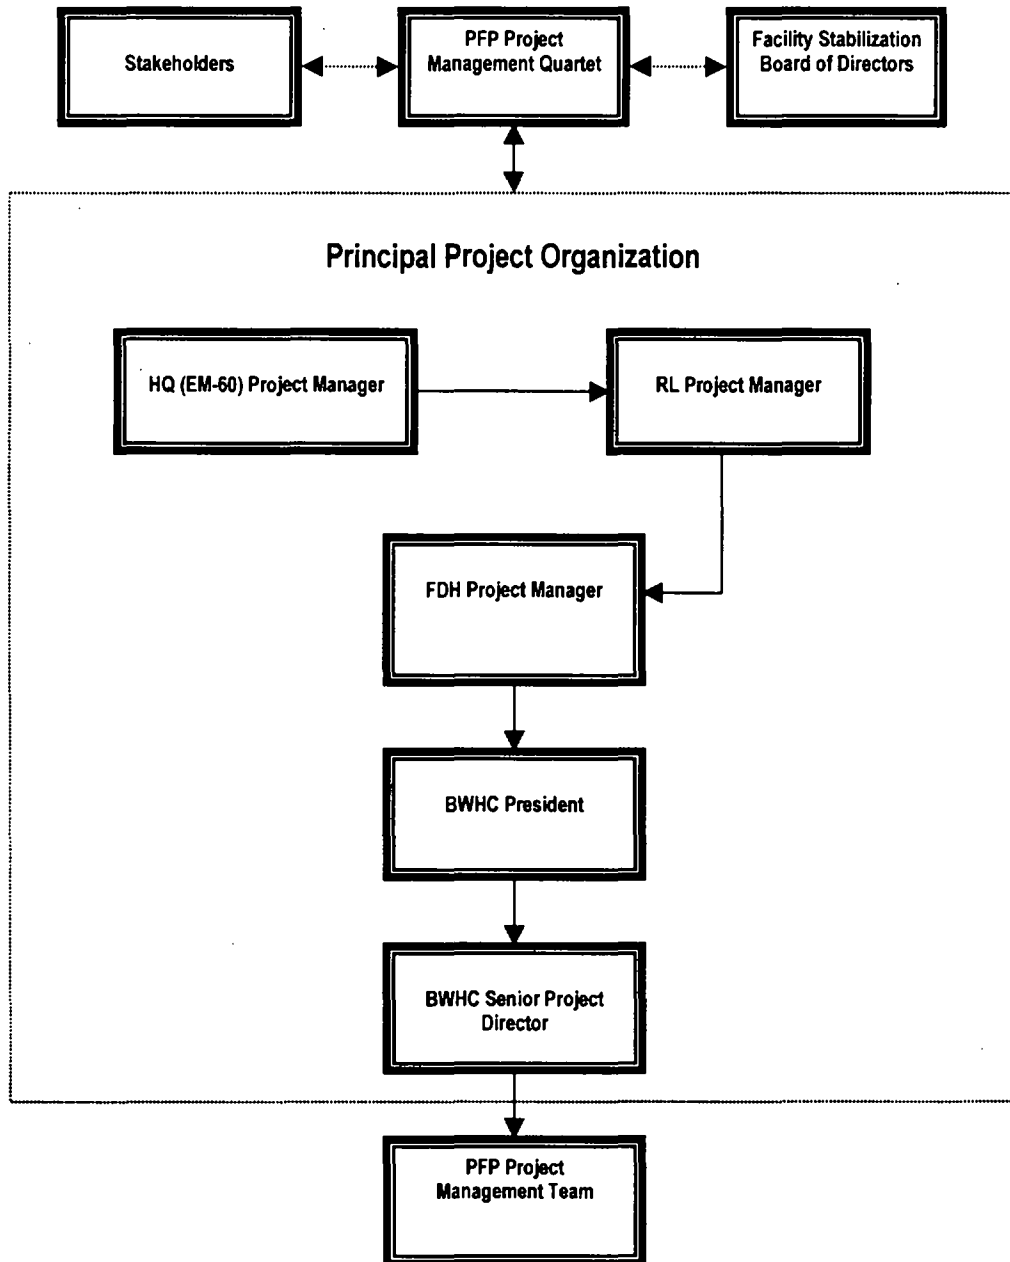 Stakeholders
PFP Project
Management Quartet
Facility Stabilization
Board of Directors
Principal Project Organization
HQ (EM-60) Project Manager
RL Project Manager
FDH Project Manager
BWHC President
BWHC Senior Project
Director
PFP Project
Management Team